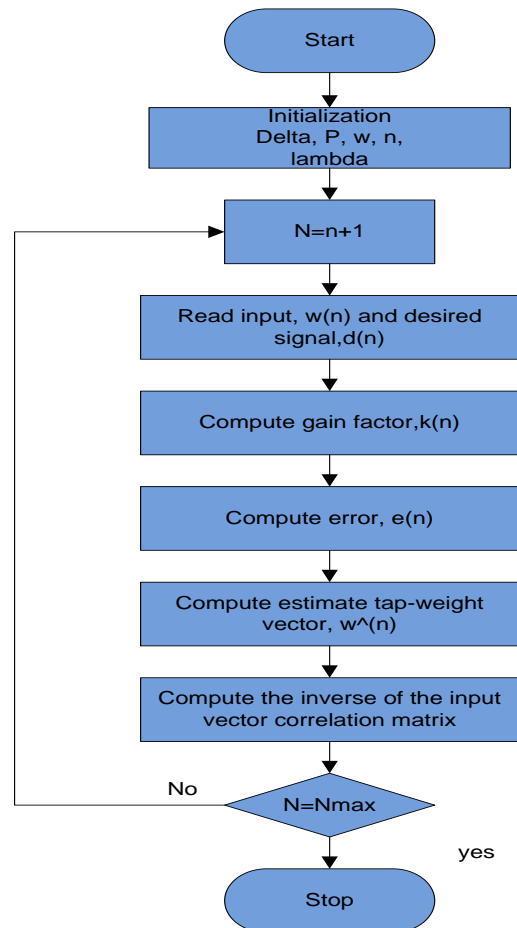 Start
Initialization
Delta, P, w, n,
lambda
N=n+1
Read input, w(n) and desired
signal,d(n)
Compute gain factor,k(n)
Compute error, e(n)
Compute estimate tap-weight
vector, w^(n)
Compute the inverse of the input
vector correlation matrix
No
N=Nmax
yes
Stop